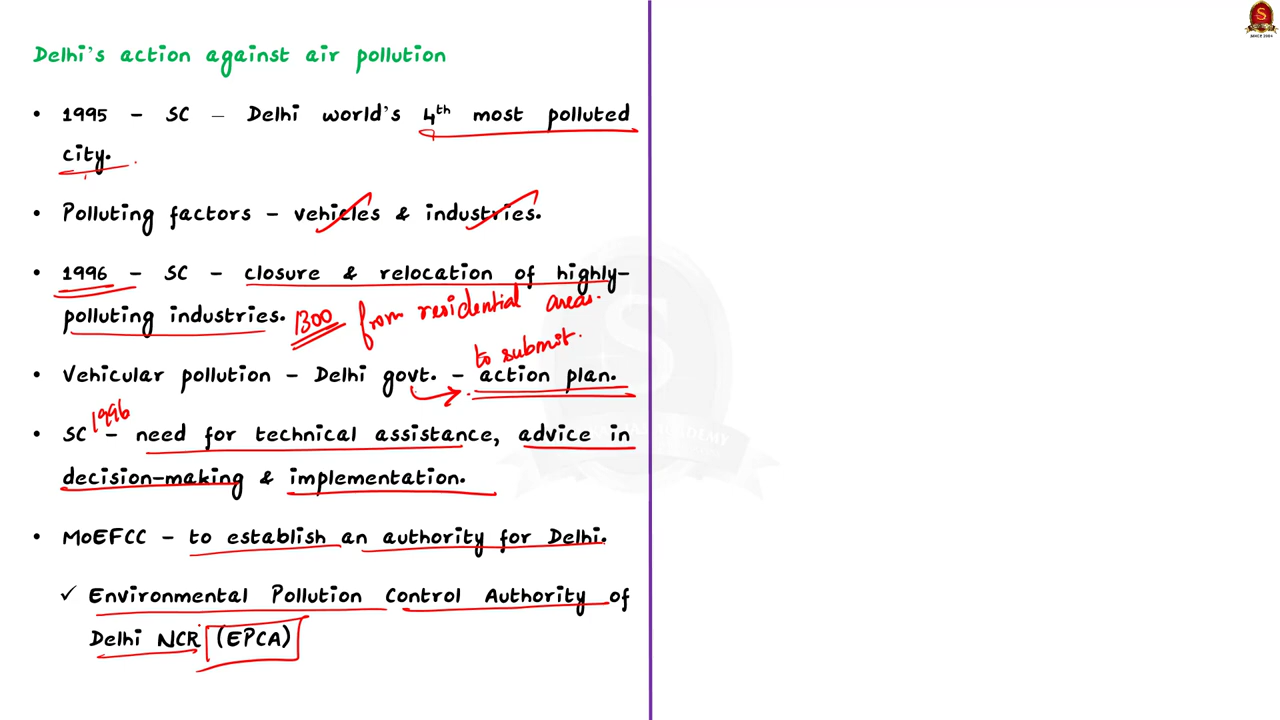 Delhi's action against air pollution
• 1995 – SC – Delhi world's 4th most polluted
city.
• Polluting factors – vehicles & industries.
• 1996 – SC – closure & relocation of highly-
polluting industries. 1300 from residential areas.
to submit.
• Vehicular pollution – Delhi govt. – action plan.
1996
• SC – need for technical assistance, advice in
decision-making & implementation.
• MoEFCC – to establish an authority for Delhi.
✓ Environmental Pollution Control Authority of
Delhi NCR (EPCA)
S
SINCE 2004
ACADEMY